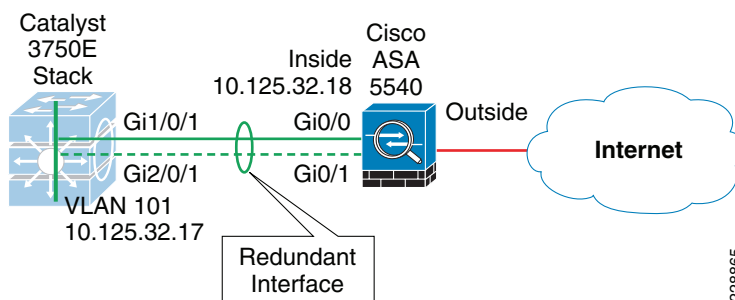 Catalyst
3750E
Stack
Gi1/0/1
Gi2/0/1
VLAN 101
10.125.32.17
Inside
10.125.32.18
Gi0/0
Gi0/1
Cisco
ASA
5540
Outside
Internet
Redundant
Interface